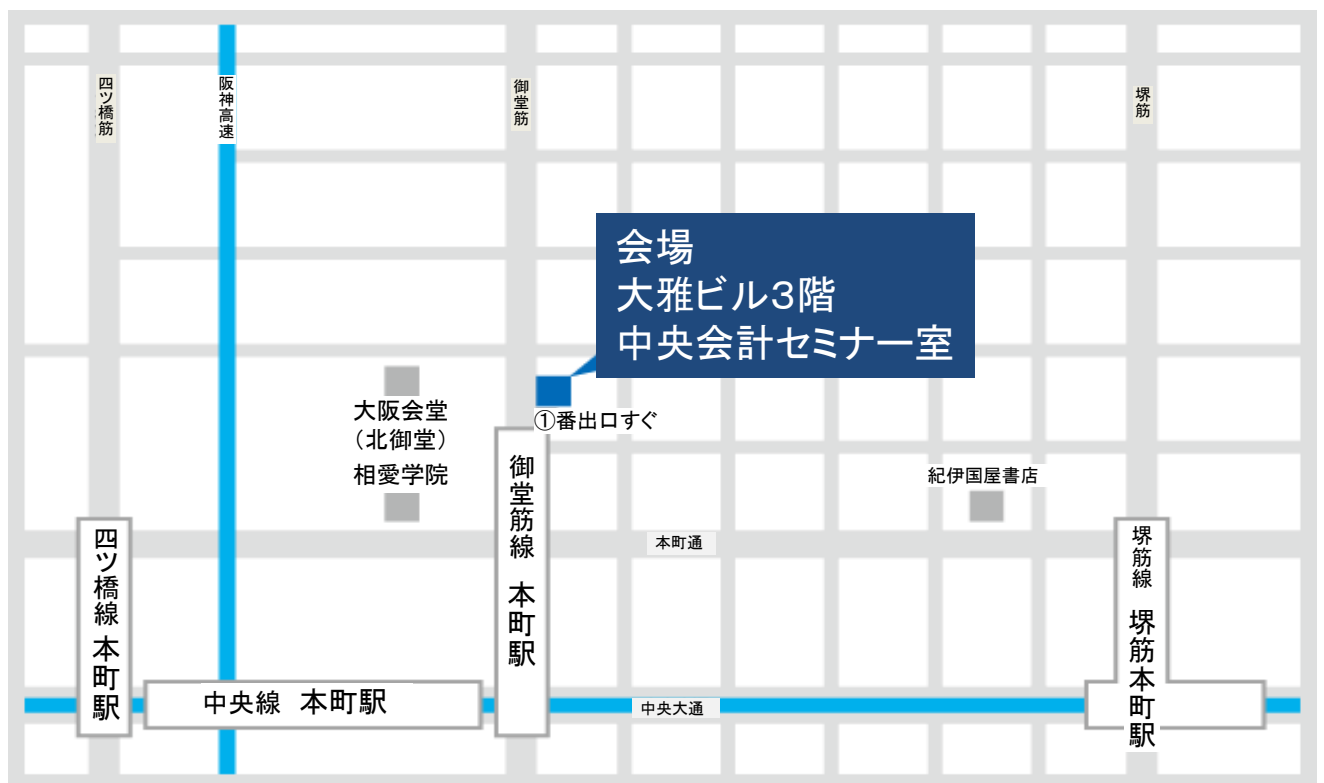 四ツ橋筋
阪神高速
御堂筋
堺筋
会場
大雅ビル３階
中央会計セミナー室
①番出口すぐ
大阪会堂
（北御堂）
相愛学院
紀伊国屋書店
本町通
四ツ橋線 本町駅
御堂筋線 本町駅
堺筋線 堺筋本町駅
中央線 本町駅
中央大通